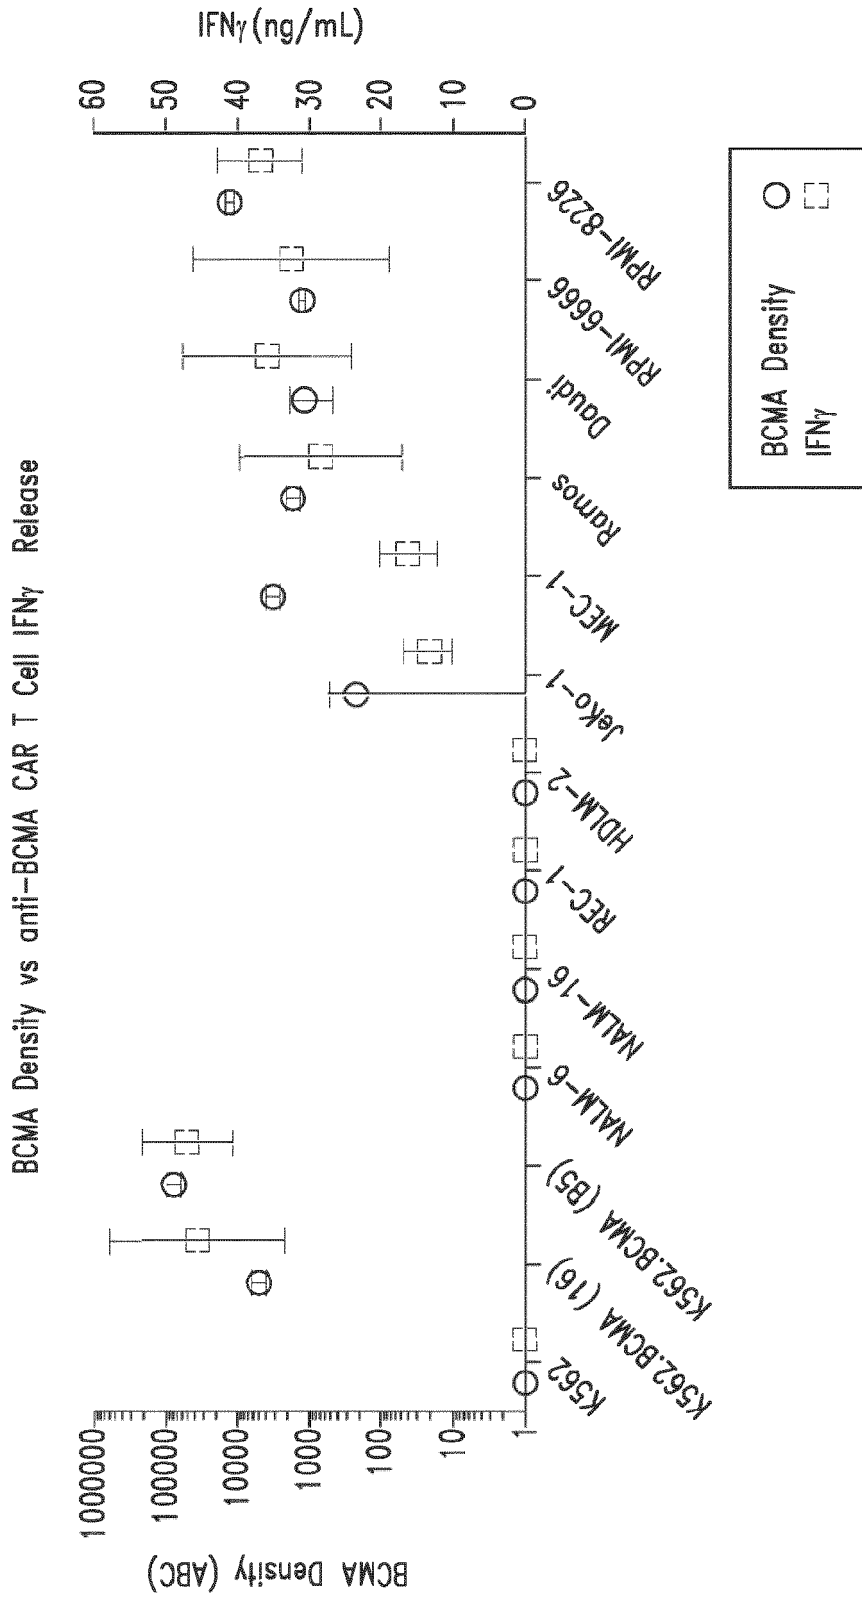 BCMA Density vs anti-BCMA CAR T Cell IFNγ Release
BCMA Density (ABC)
1000000
100000
10000
1000
100
10
1
IFNγ(ng/mL)
60
50
40
30
20
10
0
K562
K562.BCMA (16)
K562.BCMA (B5)
NALM-6
NALM-16
REC-1
HDLM-2
JeKo-1
MEC-1
Ramos
Daudi
RPMI-6666
RPMI-8226
BCMA Density
IFNγ